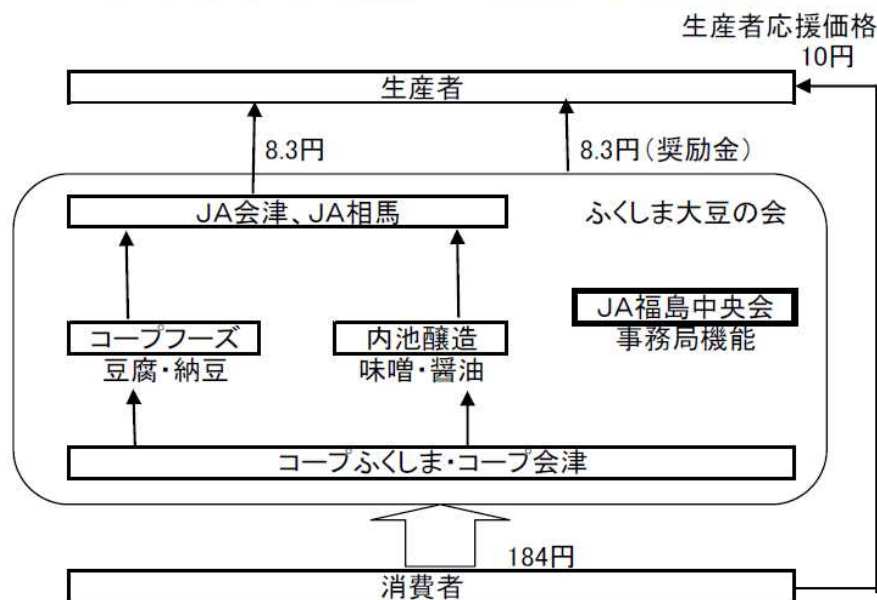 生産者応援価格
10円
生産者
8.3円
8.3円(奨励金)
JA会津、JA相馬
ふくしま大豆の会
JA福島中央会
事務局機能
コープフーズ
豆腐・納豆
内池醸造
味噌・醤油
コープふくしま・コープ会津
184円
消費者